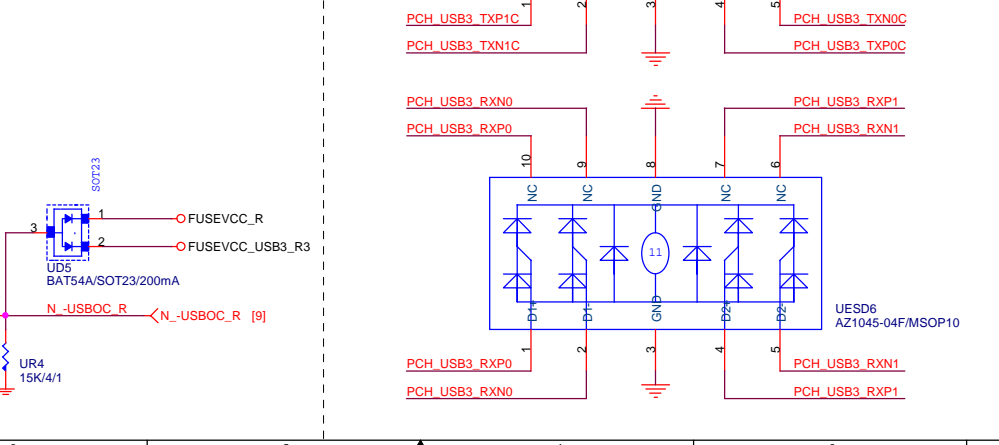 1 2 3 4 5
PCH_USB3_TXP1C PCH_USB3_TXN0C
PCH_USB3_TXN1C PCH_USB3_TXP0C
PCH_USB3_RXN0 PCH_USB3_RXP1
PCH_USB3_RXP0 PCH_USB3_RXN1
10 9 8 7 6
NC NC GND NC NC
SOT23
1 FUSEVCC_R
3
2 FUSEVCC_USB3_R3
UD5
BAT54A/SOT23/200mA
11
N_-USBOC_R N_-USBOC_R [9]
D1+ D1- GND D2+ D2-
UESD6
AZ1045-04F/MSOP10
1 2 3 4 5
UR4
15K/4/1
PCH_USB3_RXP0 PCH_USB3_RXN1
PCH_USB3_RXN0 PCH_USB3_RXP1